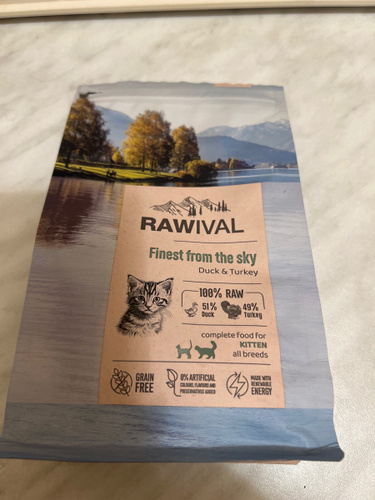 RAWIVAL
Finest from the sky
Duck & Turkey
100% RAW
51% Duck
49% Turkey
complete food for
KITTEN
all breeds
GRAIN FREE
0% ARTIFICIAL
COLOURS, FLAVOURS AND
PRESERVATIVES ADDED
MADE WITH
RENEWABLE
ENERGY